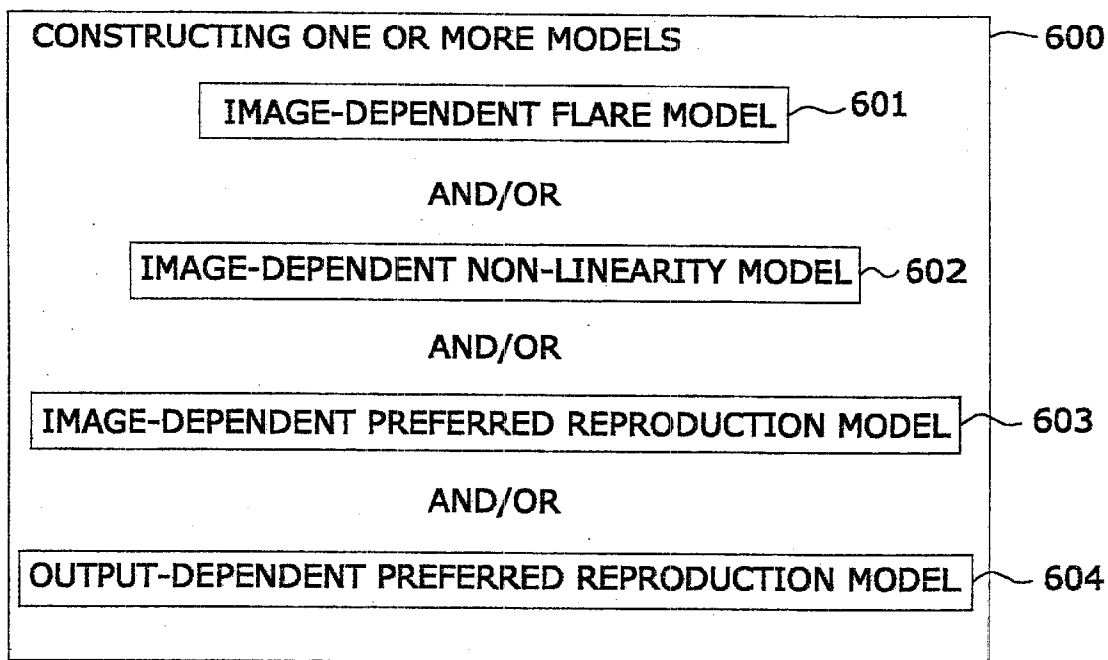 CONSTRUCTING ONE OR MORE MODELS 600
IMAGE-DEPENDENT FLARE MODEL 601
AND/OR
IMAGE-DEPENDENT NON-LINEARITY MODEL 602
AND/OR
IMAGE-DEPENDENT PREFERRED REPRODUCTION MODEL 603
AND/OR
OUTPUT-DEPENDENT PREFERRED REPRODUCTION MODEL 604